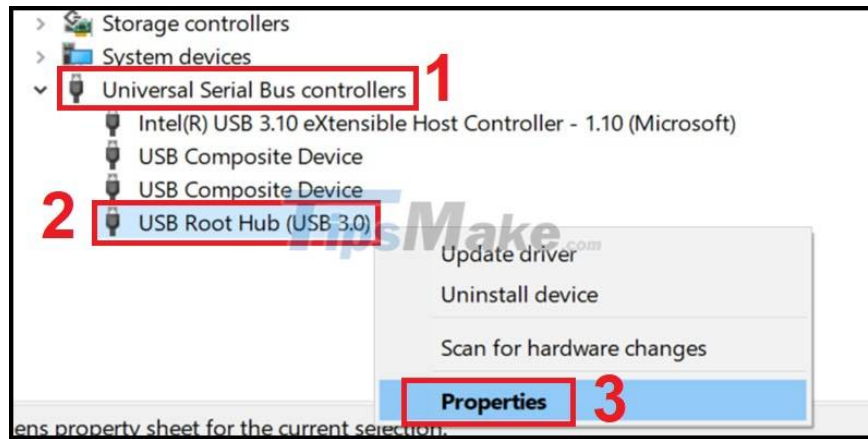 Storage controllers
System devices
Universal Serial Bus controllers
1
Intel(R) USB 3.10 eXtensible Host Controller - 1.10 (Microsoft)
USB Composite Device
USB Composite Device
2
USB Root Hub (USB 3.0)
TipsMake.com
Update driver
Uninstall device
Scan for hardware changes
Properties
3
ens property sheet for the current selection.